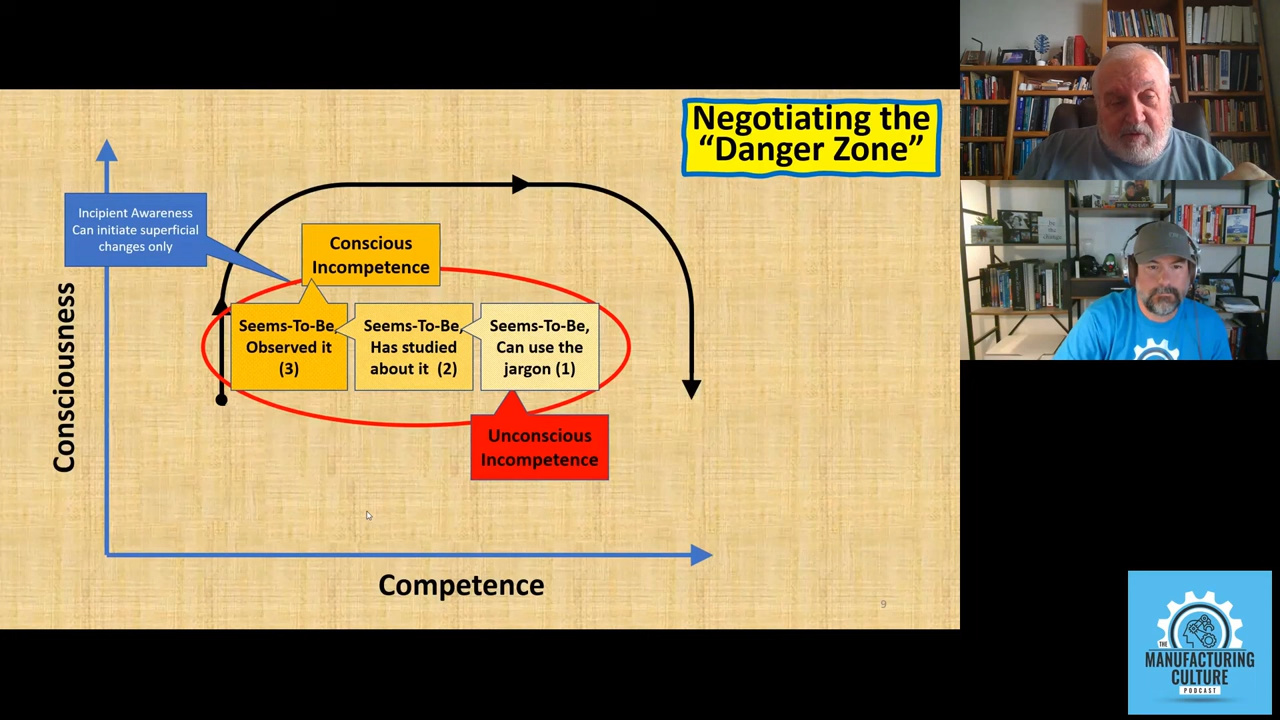 Negotiating the
“Danger Zone”
Incipient Awareness
Can initiate superficial
changes only
Conscious
Incompetence
Seems-To-Be,
Observed it
(3)
Seems-To-Be,
Has studied
about it (2)
Seems-To-Be,
Can use the
jargon (1)
Unconscious
Incompetence
Consciousness
Competence
9
THE
MANUFACTURING
CULTURE
PODCAST